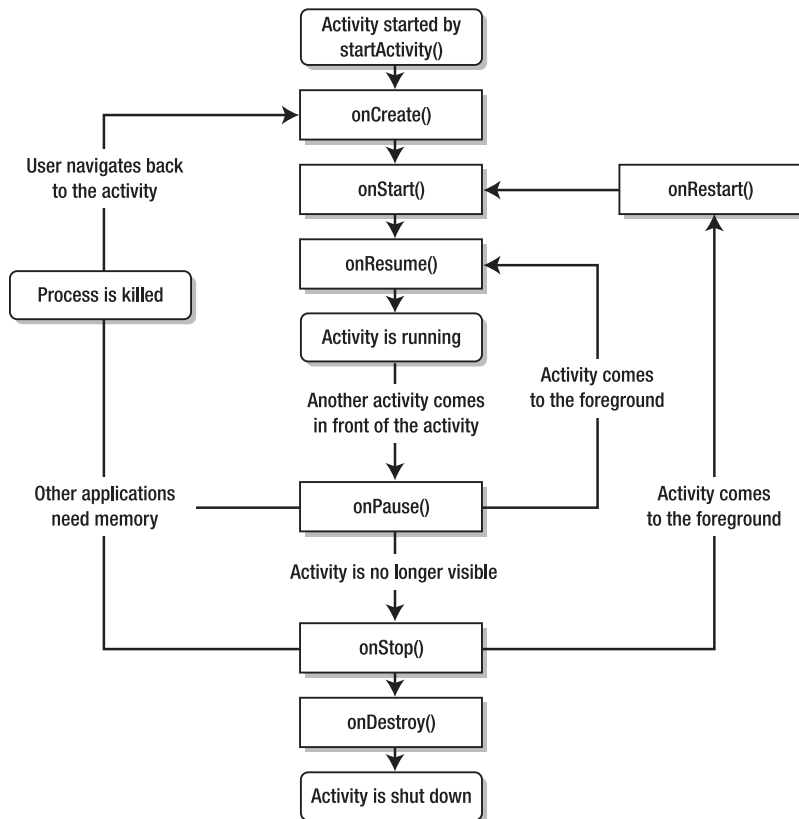 Activity started by
startActivity()
onCreate()
User navigates back
to the activity
onStart()
onRestart()
onResume()
Process is killed
Activity is running
Activity comes
to the foreground
Another activity comes
in front of the activity
Other applications
need memory
onPause()
Activity comes
to the foreground
Activity is no longer visible
onStop()
onDestroy()
Activity is shut down